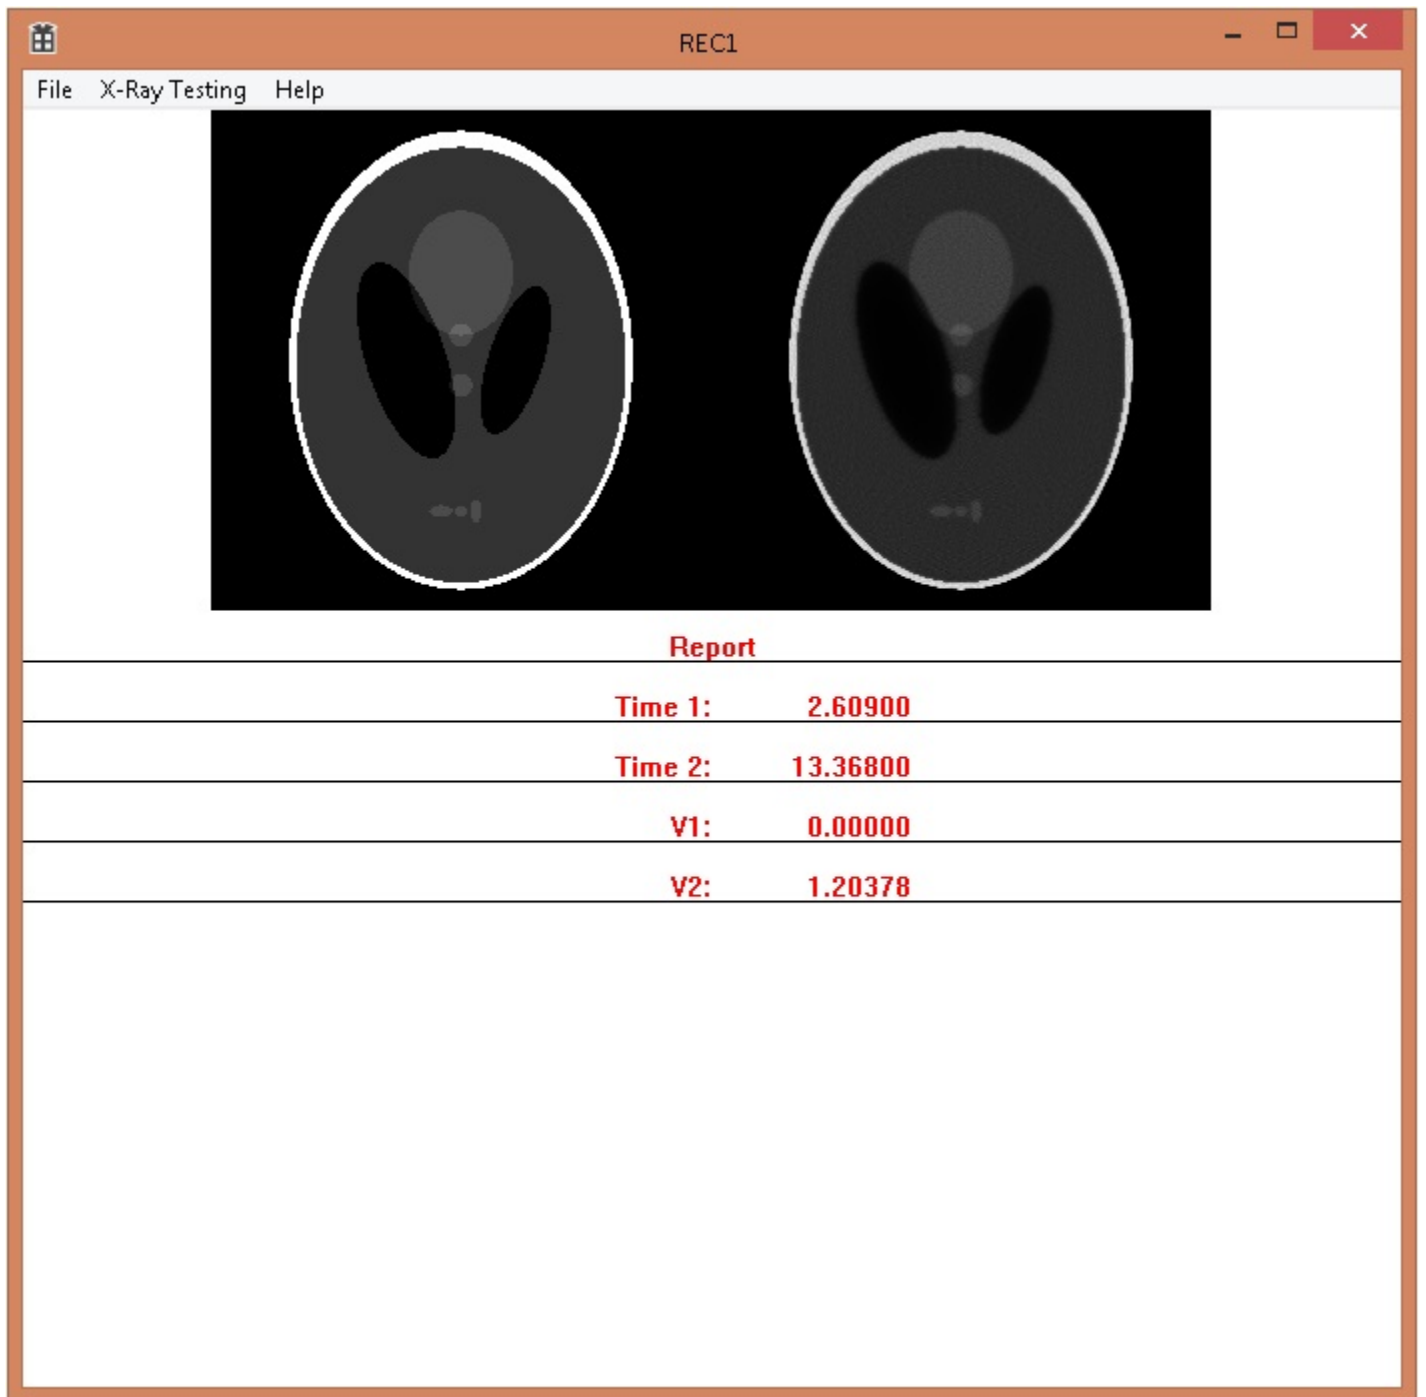 REC1
File X-Ray Testing Help
Report
Time 1: 2.60900
Time 2: 13.36800
V1: 0.00000
V2: 1.20378